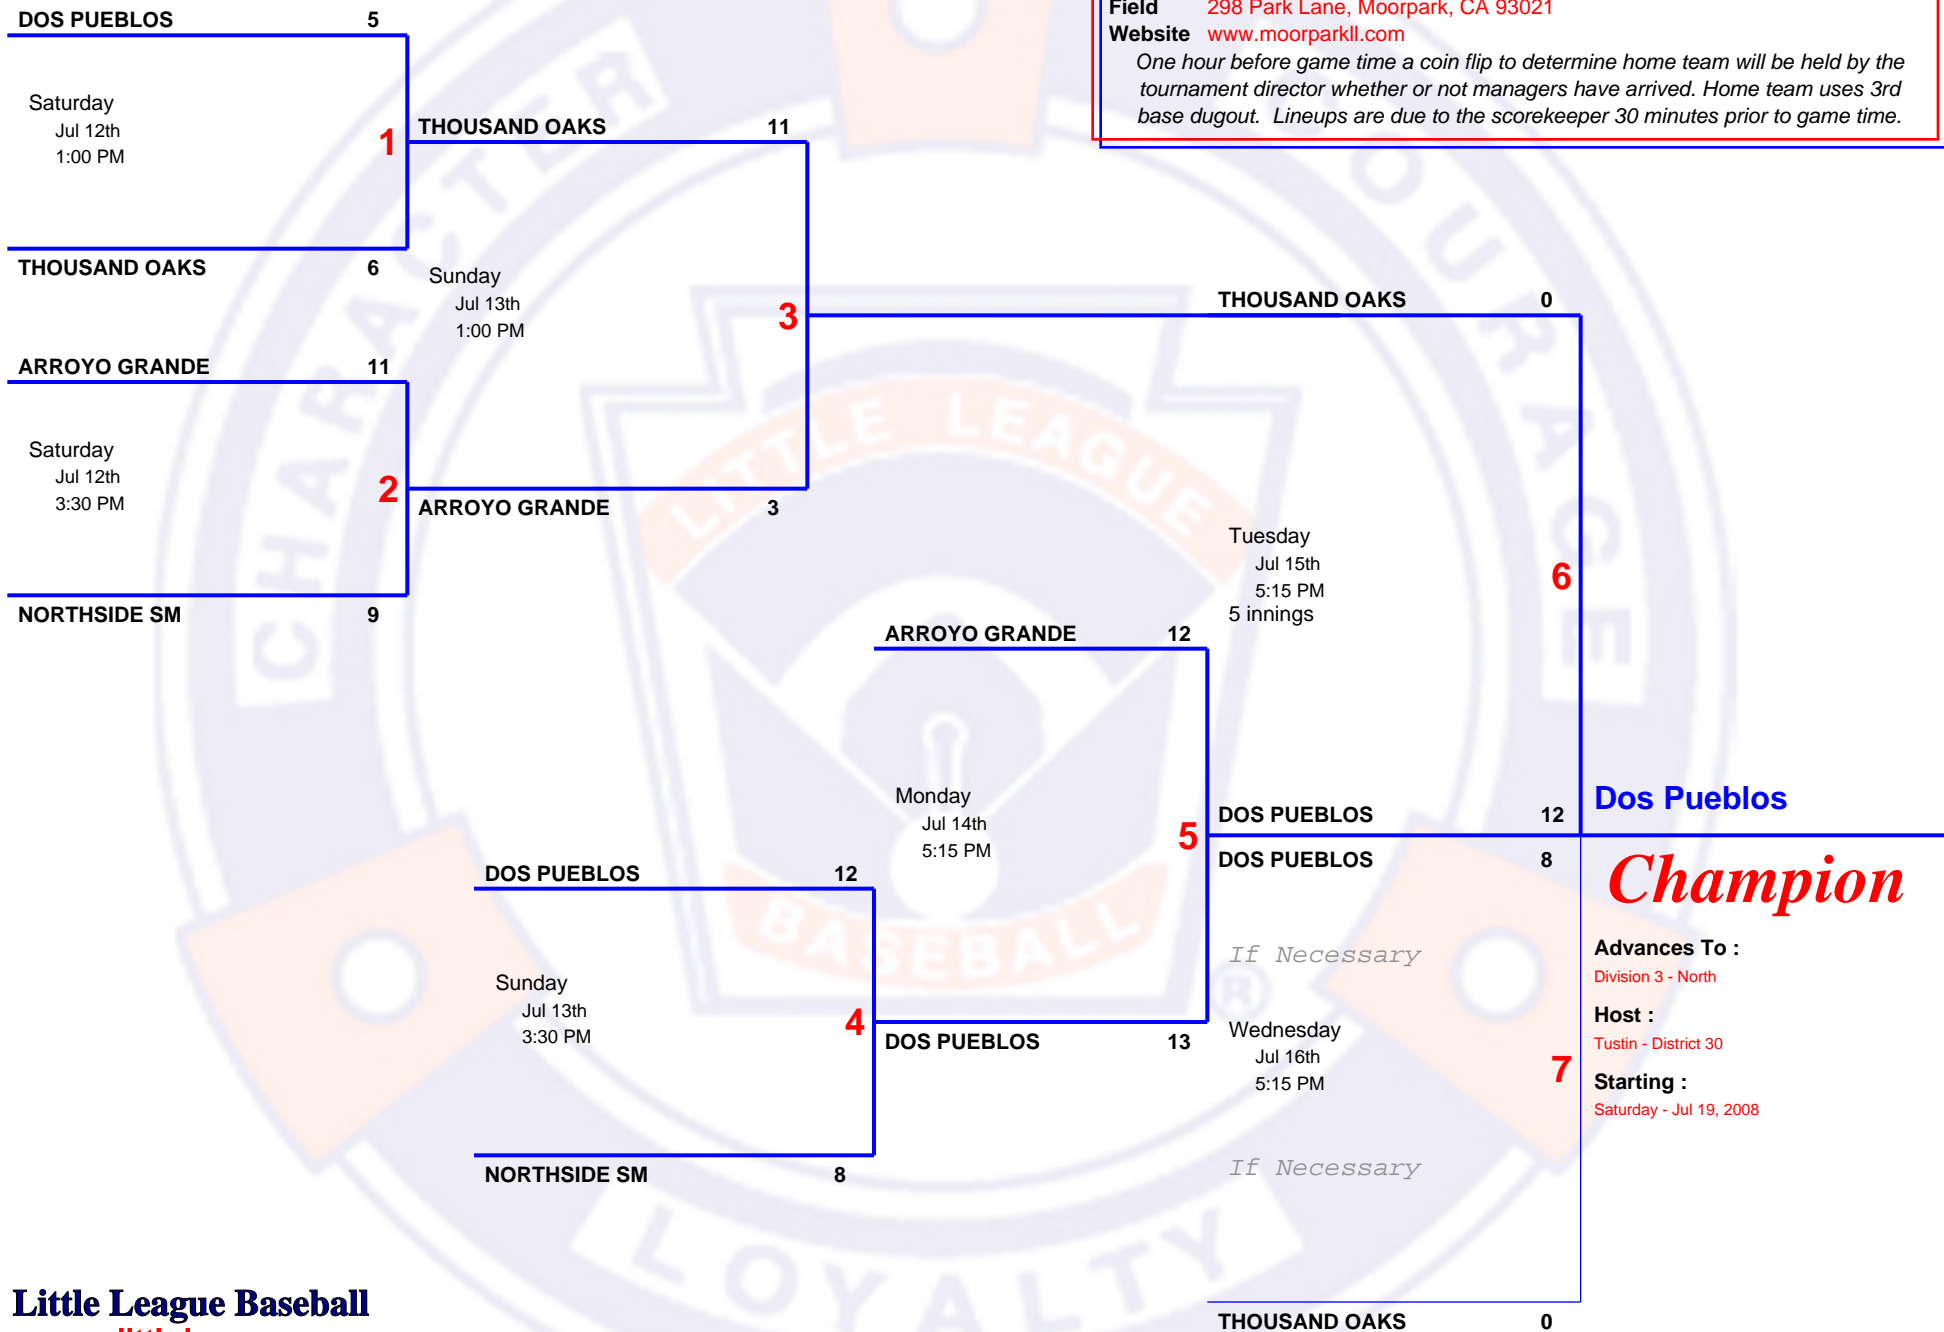 DOS PUEBLOS 5
Saturday
Jul 12th
1:00 PM
1
THOUSAND OAKS 6
ARROYO GRANDE 11
Saturday
Jul 12th
3:30 PM
2
NORTHSIDE SM 9
THOUSAND OAKS 11
Sunday
Jul 13th
1:00 PM
3
ARROYO GRANDE 3
DOS PUEBLOS 12
Sunday
Jul 13th
3:30 PM
4
NORTHSIDE SM 8
ARROYO GRANDE 12
Monday
Jul 14th
5:15 PM
5
DOS PUEBLOS 13
Field 298 Park Lane, Moorpark, CA 93021
Website www.moorparkll.com
One hour before game time a coin flip to determine home team will be held by the
tournament director whether or not managers have arrived. Home team uses 3rd
base dugout. Lineups are due to the scorekeeper 30 minutes prior to game time.
THOUSAND OAKS 0
Tuesday
Jul 15th
5:15 PM
5 innings
6
DOS PUEBLOS 12
DOS PUEBLOS 8
If Necessary
Wednesday
Jul 16th
5:15 PM
7
If Necessary
THOUSAND OAKS 0
Dos Pueblos
Champion
Advances To :
Division 3 - North
Host :
Tustin - District 30
Starting :
Saturday - Jul 19, 2008
Little League Baseball
CHARACTER
COURAGE
LOYALTY
LITTLE LEAGUE
BASEBALL
®